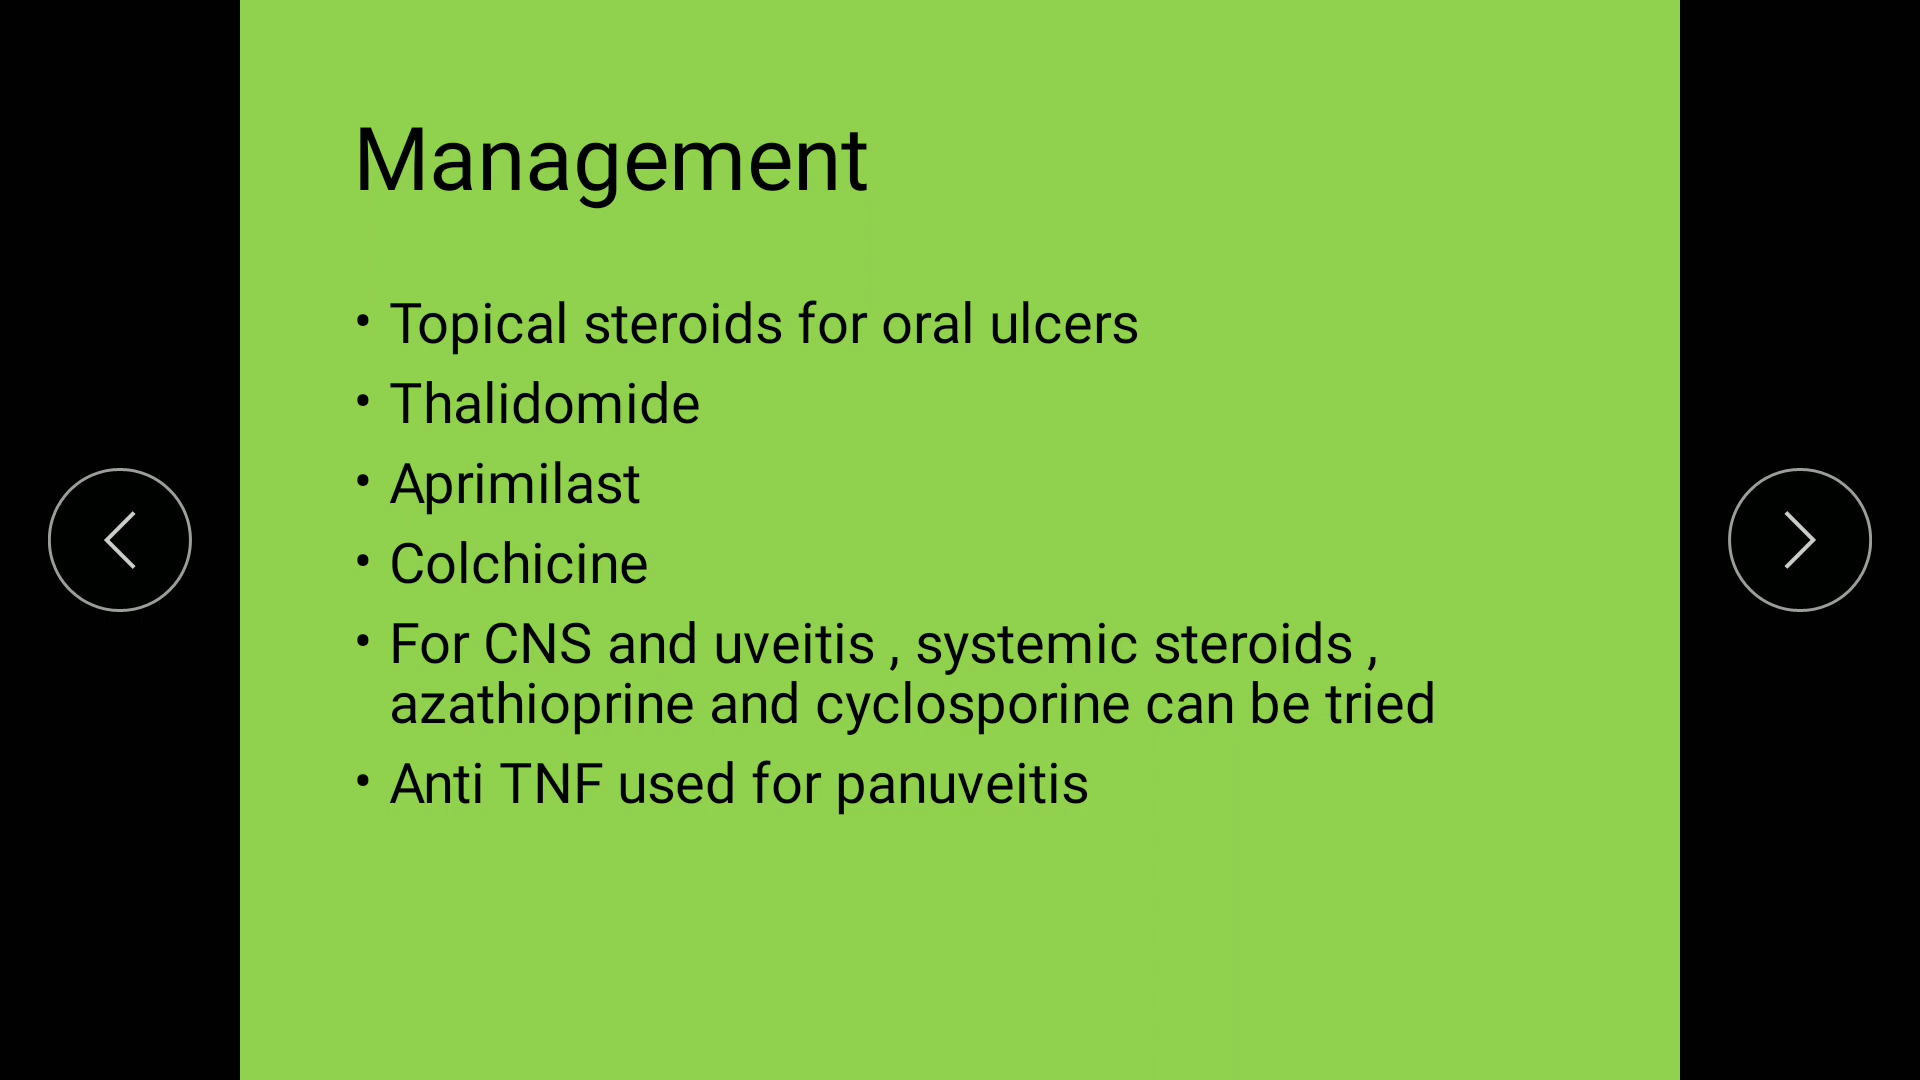 Management
• Topical steroids for oral ulcers
• Thalidomide
• Aprimilast
• Colchicine
• For CNS and uveitis , systemic steroids ,
azathioprine and cyclosporine can be tried
• Anti TNF used for panuveitis